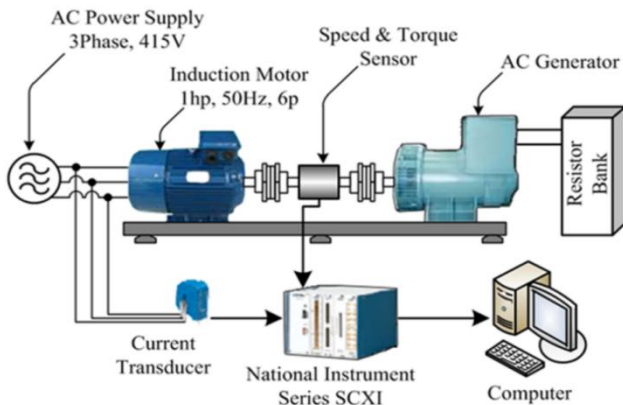 AC Power Supply
3Phase, 415V
Induction Motor
1hp, 50Hz, 6p
Speed & Torque
Sensor
AC Generator
Resistor
Bank
Current
Transducer
National Instrument
Series SCXI
Computer